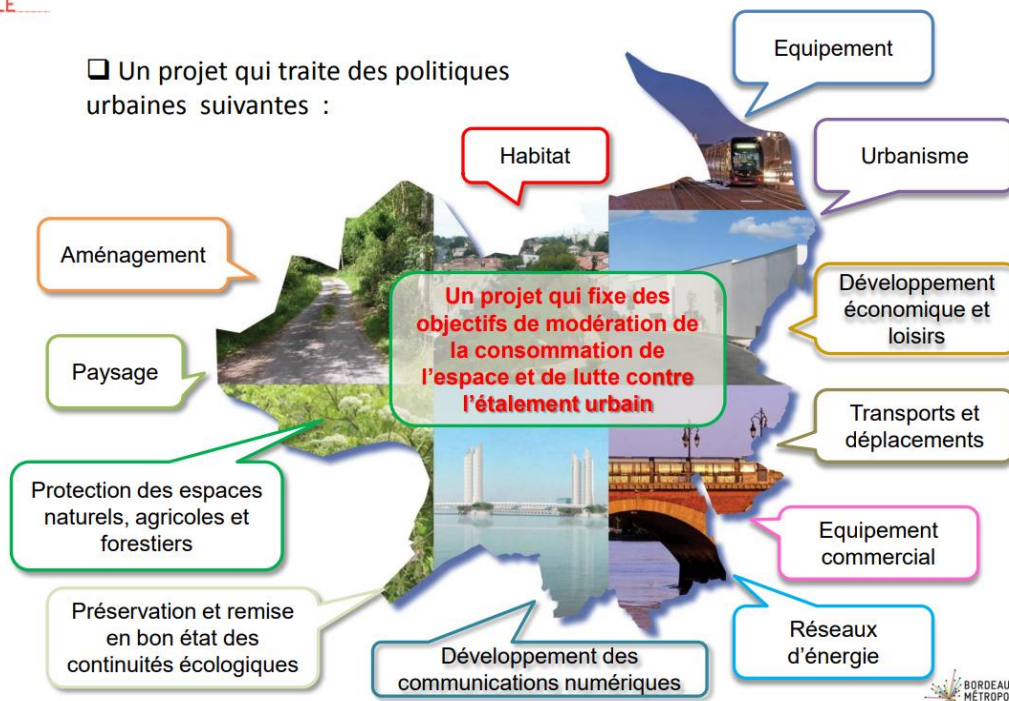 LE
❑ Un projet qui traite des politiques
urbaines suivantes :
Equipement
Habitat
Urbanisme
Aménagement
Un projet qui fixe des
objectifs de modération de
la consommation de
l'espace et de lutte contre
l'étalement urbain
Développement
économique et
loisirs
Paysage
Transports et
déplacements
Protection des espaces
naturels, agricoles et
forestiers
Equipement
commercial
Préservation et remise
en bon état des
continuités écologiques
Développement des
communications numériques
Réseaux
d'énergie
BORDEAU
MÉTROPO